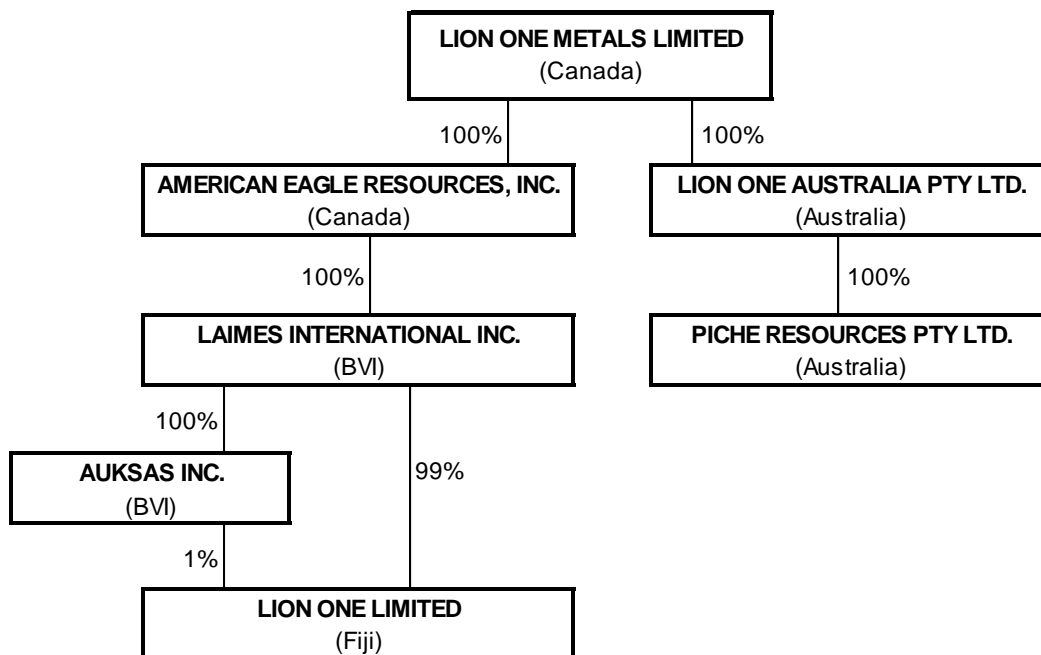 LION ONE METALS LIMITED
(Canada)
100%
100%
AMERICAN EAGLE RESOURCES, INC.
(Canada)
LION ONE AUSTRALIA PTY LTD.
(Australia)
100%
100%
LAIMES INTERNATIONAL INC.
(BVI)
PICHE RESOURCES PTY LTD.
(Australia)
100%
99%
AUKSAS INC.
(BVI)
1%
LION ONE LIMITED
(Fiji)